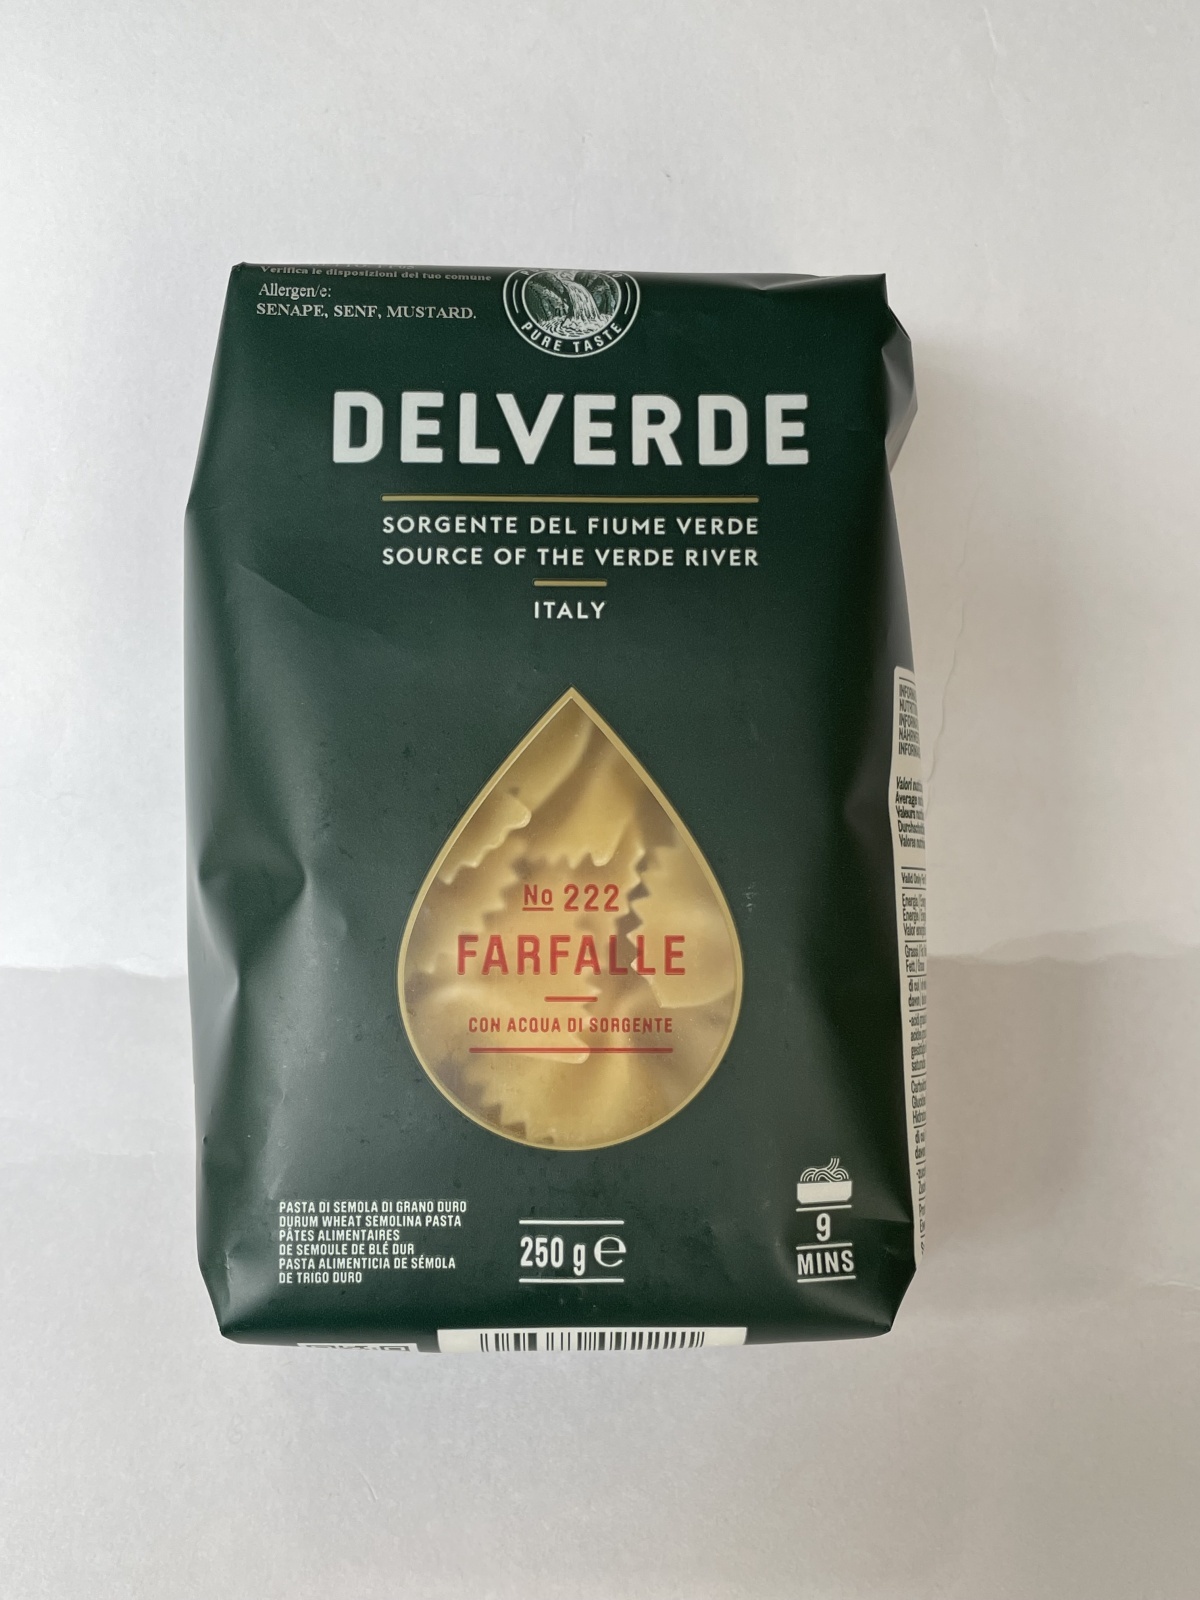 Verifica le disposizioni del tuo comune
Allergen/e:
SENAPE, SENF, MUSTARD.
PURE TASTE
DELVERDE
SORGENTE DEL FIUME VERDE
SOURCE OF THE VERDE RIVER
ITALY
No 222
FARFALLE
CON ACQUA DI SORGENTE
PASTA DI SEMOLA DI GRANO DURO
DURUM WHEAT SEMOLINA PASTA
PÂTES ALIMENTAIRES
DE SEMOULE DE BLÉ DUR
PASTA ALIMENTICIA DE SÉMOLA
DE TRIGO DURO
250 g ℮
9
MINS
Valori
Average
Valeurs